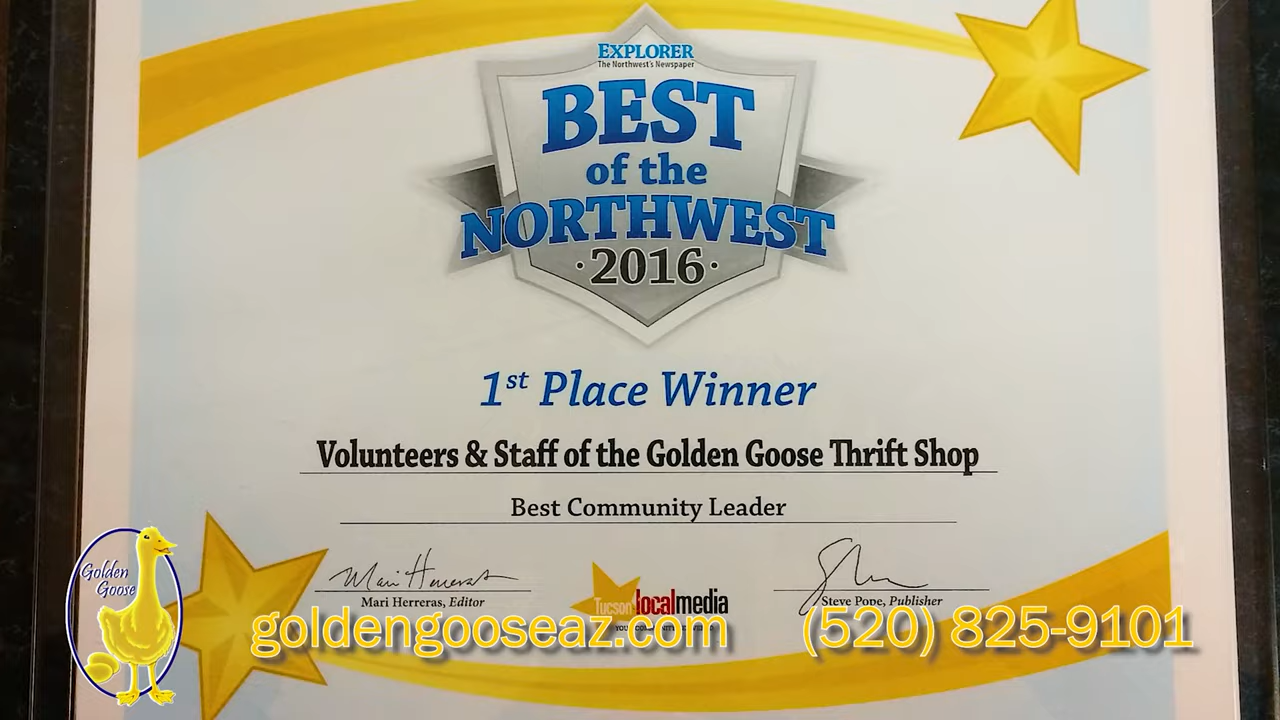 EXPLORER
The Northwest's Newspaper
BEST
of the
NORTHWEST
·2016·
1st Place Winner
Volunteers & Staff of the Golden Goose Thrift Shop
Best Community Leader
Mari Herreras, Editor
Tucson localmedia
Steve Pope, Publisher
Golden
Goose
goldengooseaz.com
(520) 825-9101